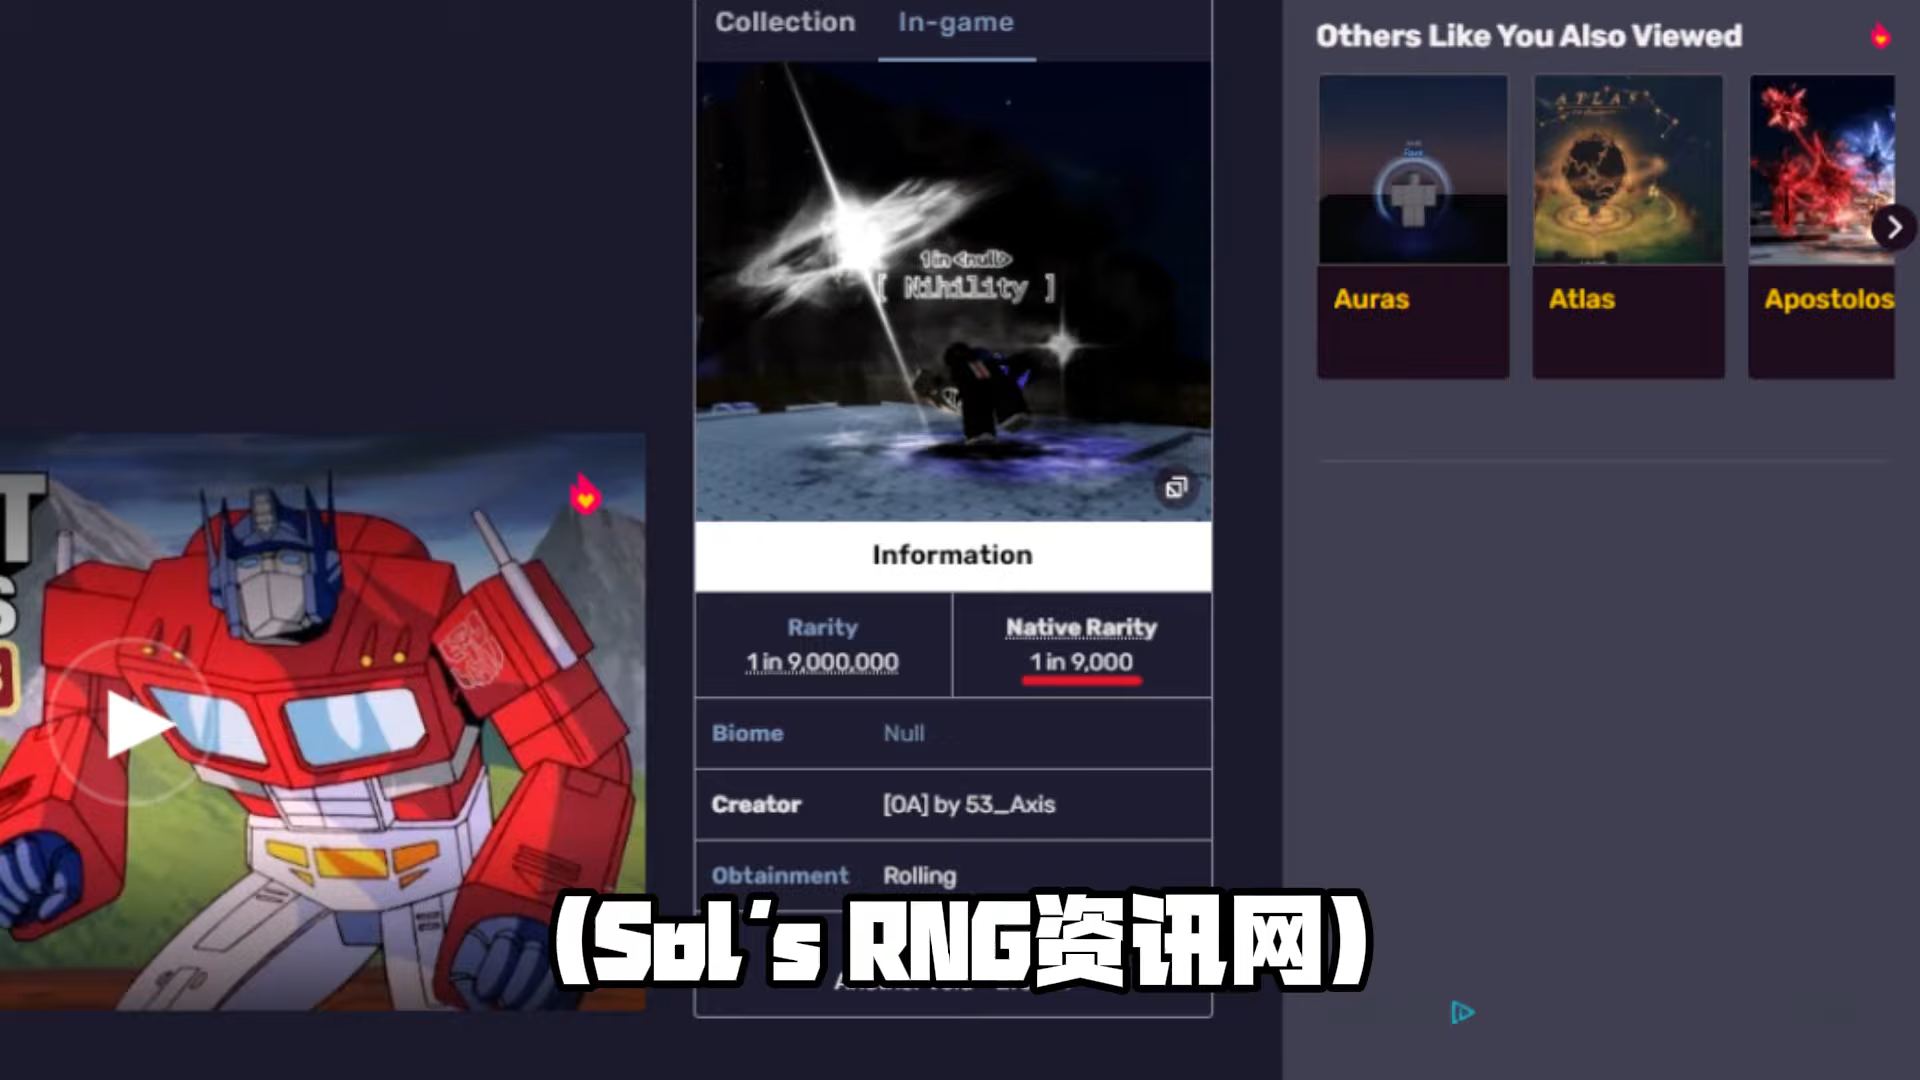 Collection
In-game
Others Like You Also Viewed
ATLAS
1 in <null>
[ Nihility ]
Auras
Atlas
Apostolos
Information
Rarity
Native Rarity
1 in 9,000,000
1 in 9,000
Biome
Null
Creator
[OA] by 53_Axis
Obtainment
Rolling
(Sol's RNG资讯网)